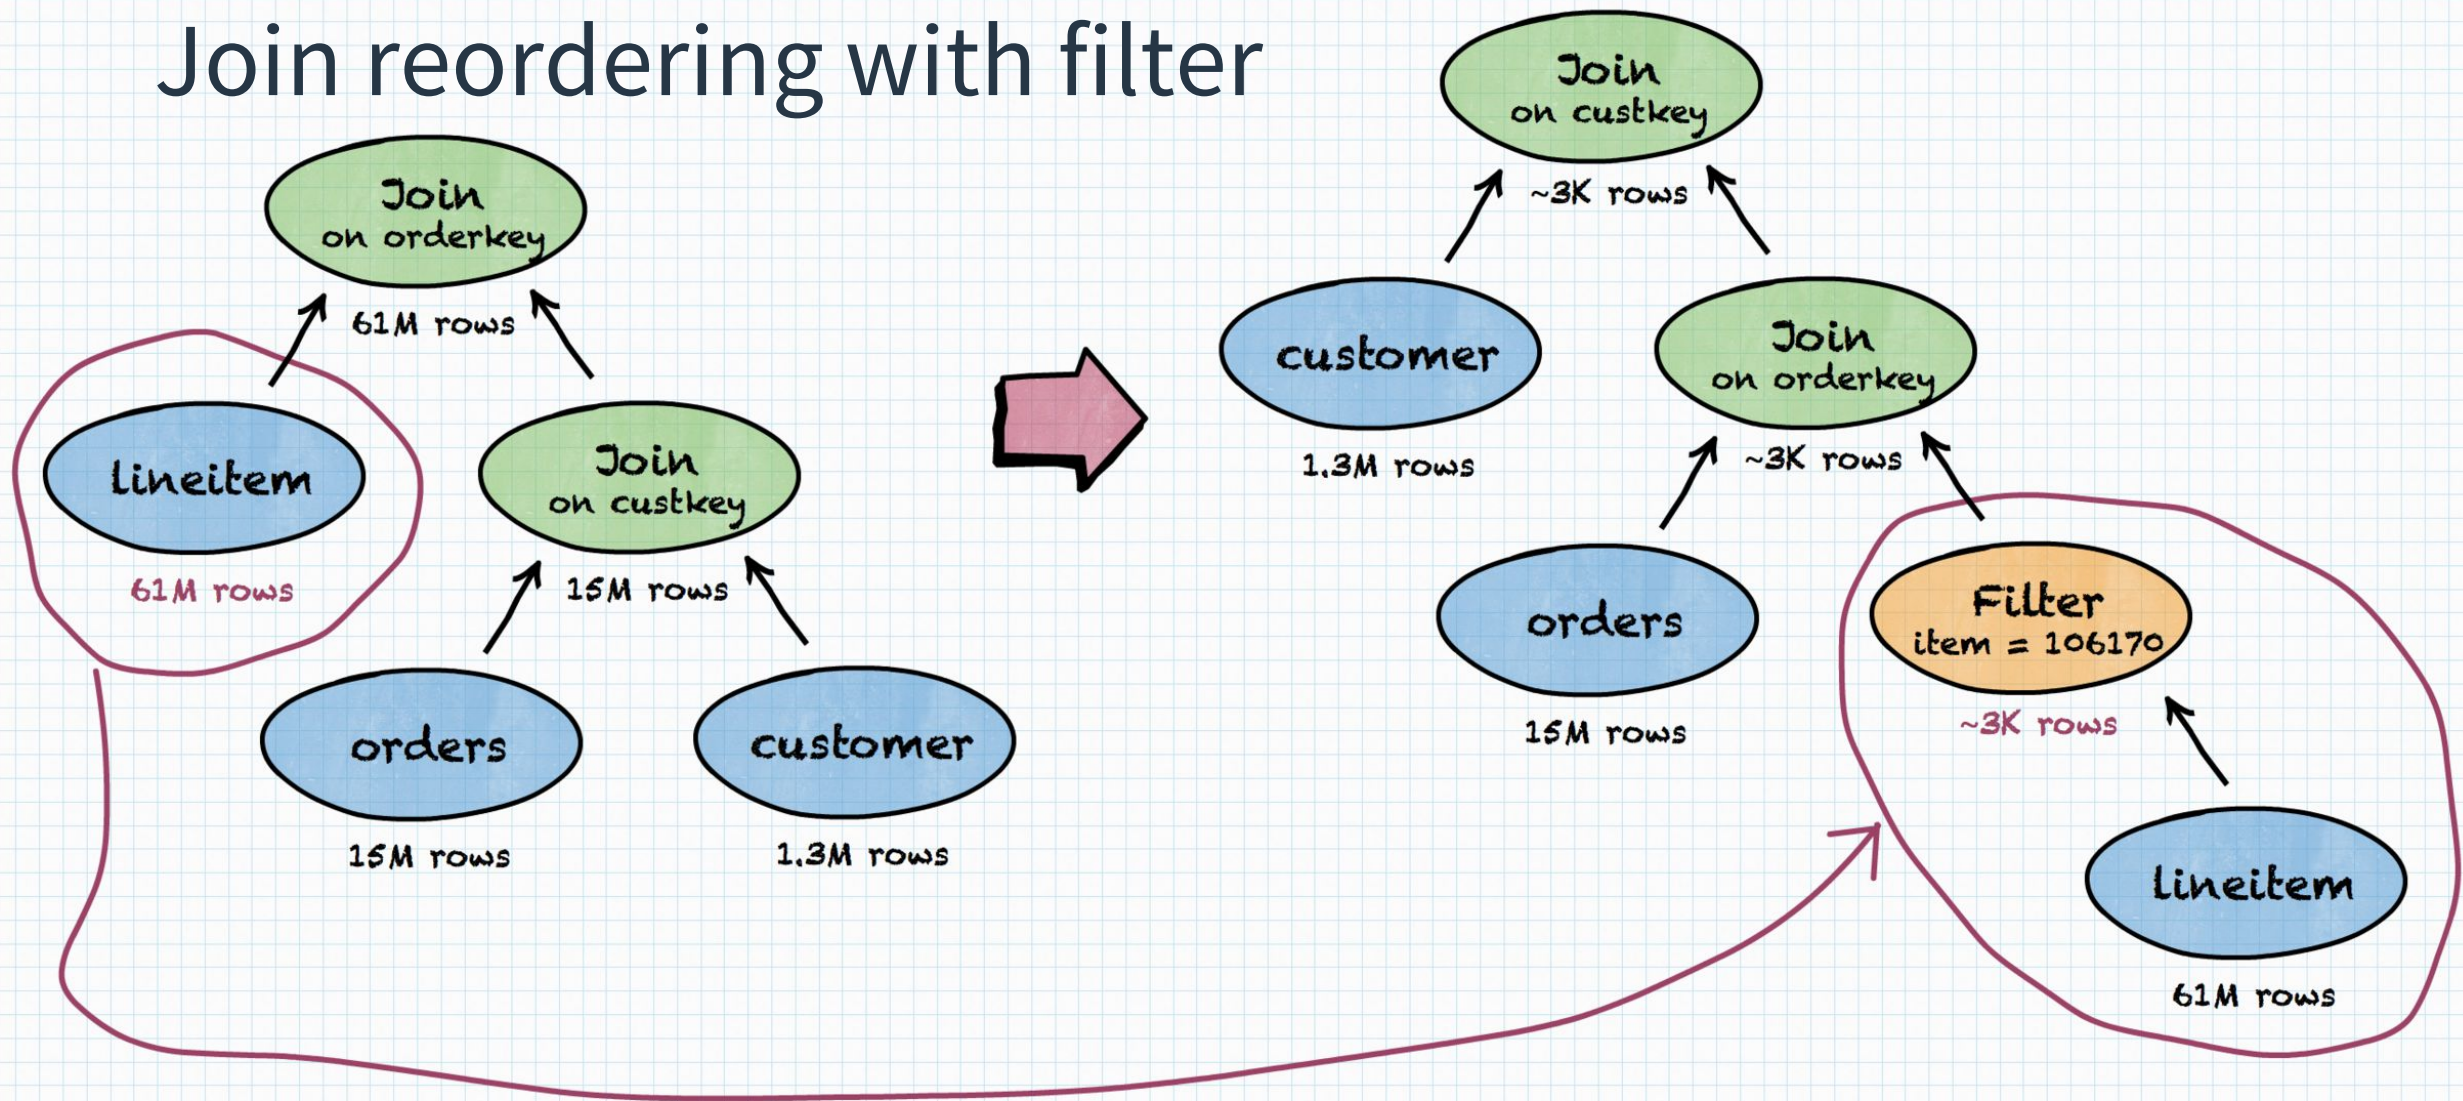 Join reordering with filter
Join
on orderkey
61M rows
lineitem
61M rows
Join
on custkey
15M rows
orders
15M rows
customer
1.3M rows
Join
on custkey
~3K rows
customer
1.3M rows
Join
on orderkey
~3K rows
orders
15M rows
Filter
item = 106170
~3K rows
lineitem
61M rows